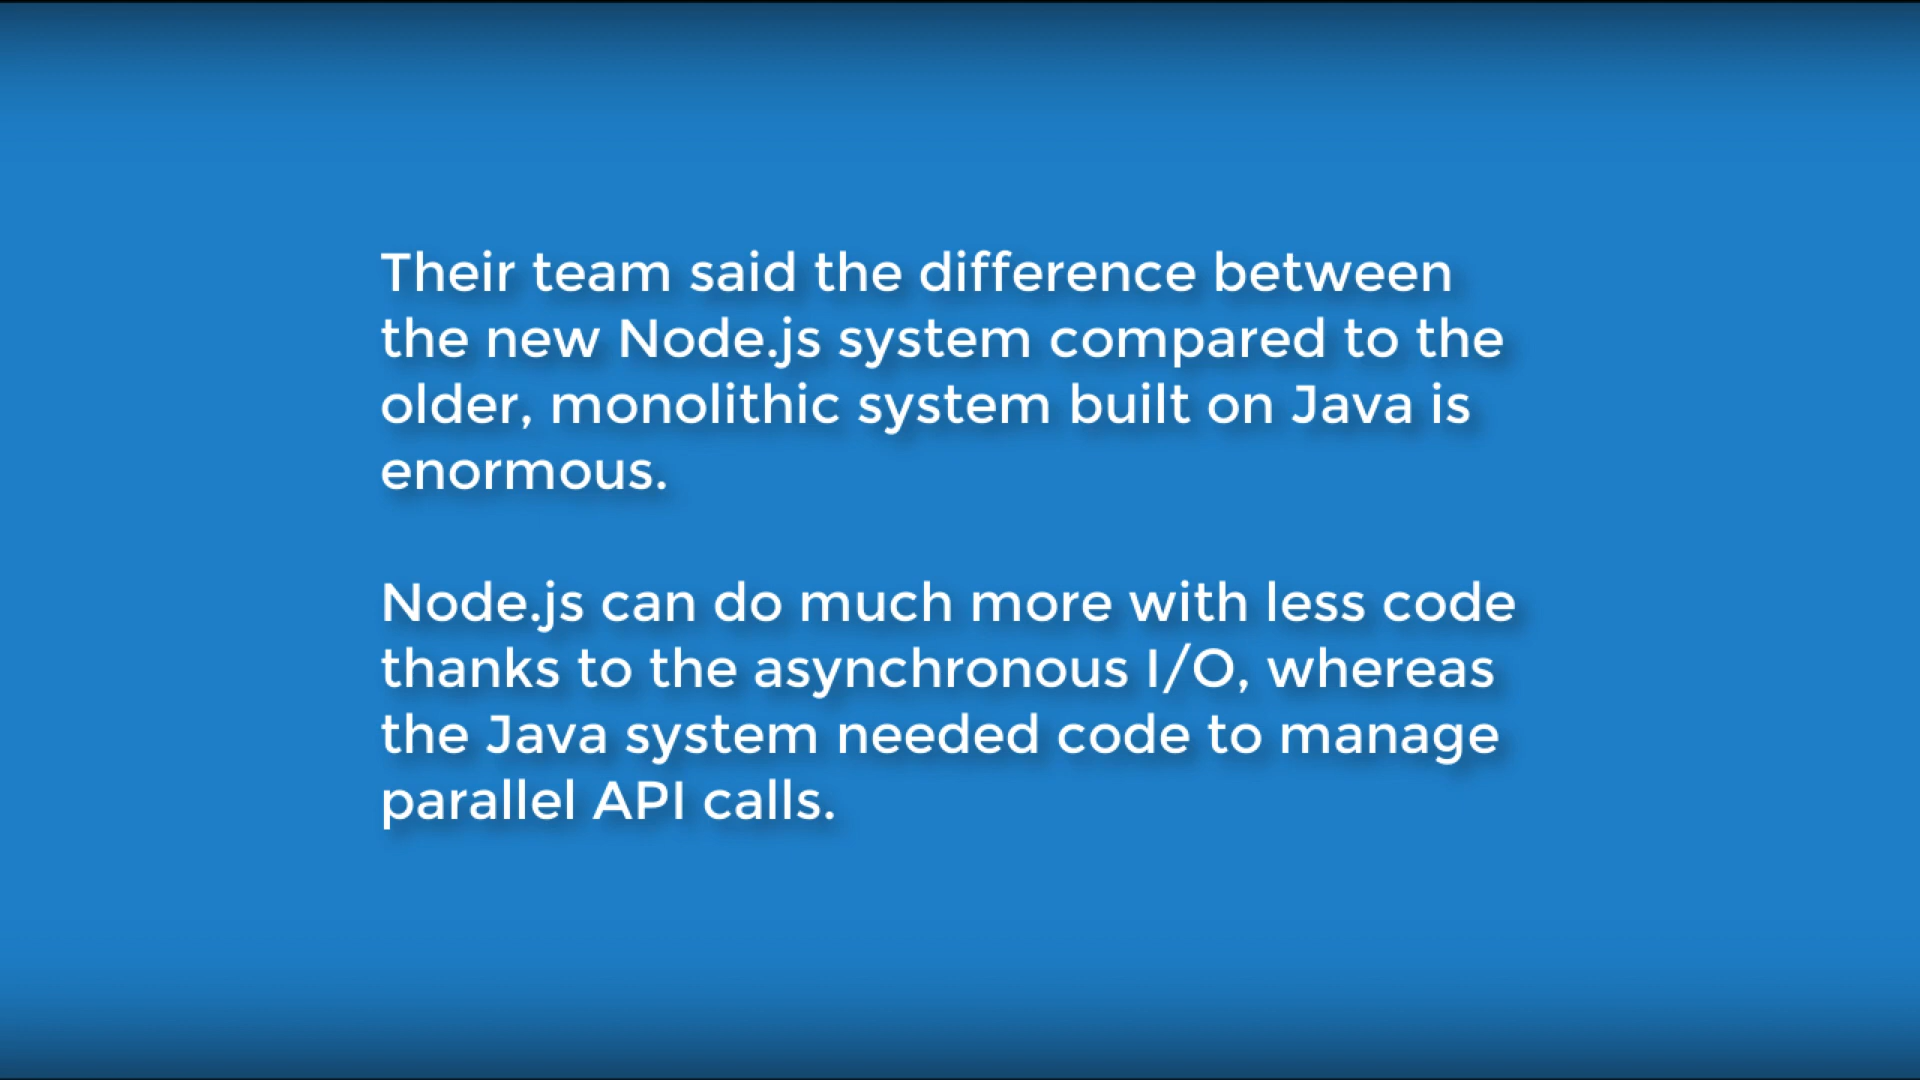 Their team said the difference between
the new Node.js system compared to the
older, monolithic system built on Java is
enormous.
Node.js can do much more with less code
thanks to the asynchronous I/O, whereas
the Java system needed code to manage
parallel API calls.